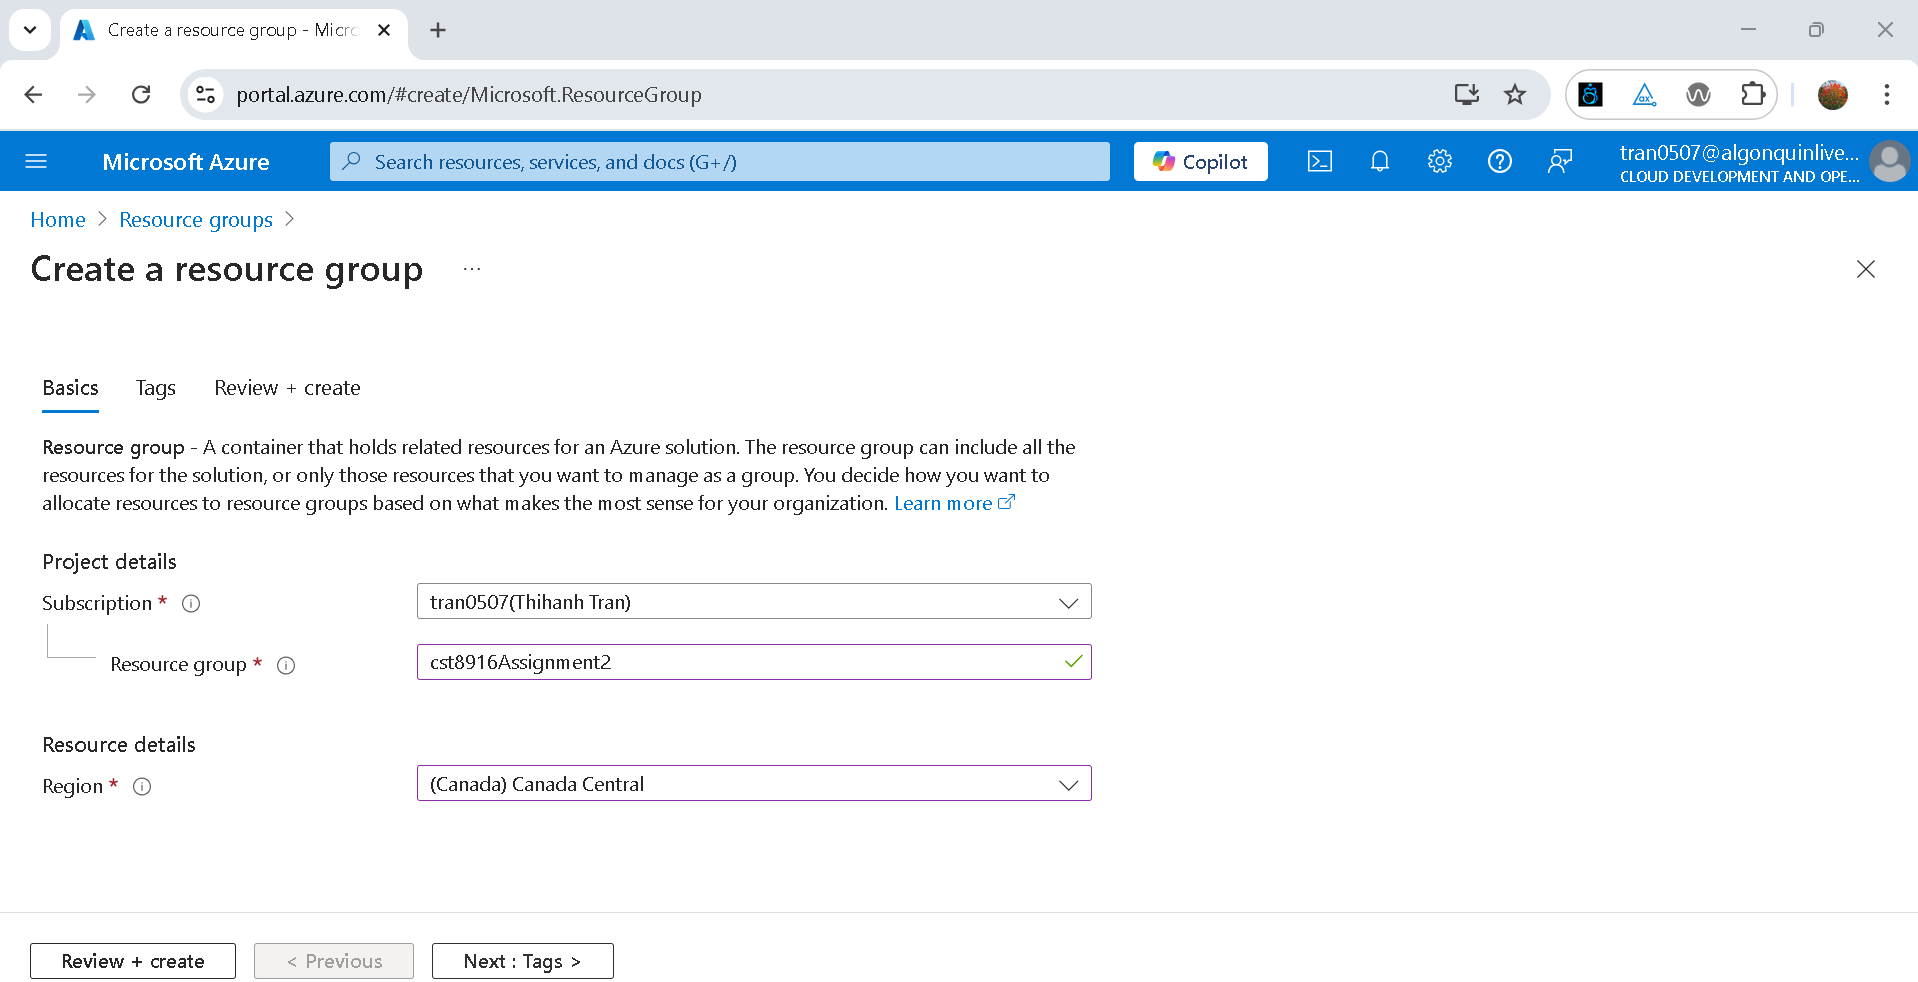 Create a resource group - Micro
portal.azure.com/#create/Microsoft.ResourceGroup
Microsoft Azure
Search resources, services, and docs (G+/)
Copilot
tran0507@algonquinlive...
CLOUD DEVELOPMENT AND OPE...
Home > Resource groups >
Create a resource group ...
Basics Tags Review + create
Resource group - A container that holds related resources for an Azure solution. The resource group can include all the
resources for the solution, or only those resources that you want to manage as a group. You decide how you want to
allocate resources to resource groups based on what makes the most sense for your organization. Learn more
Project details
Subscription * tran0507(Thihanh Tran)
Resource group * cst8916Assignment2
Resource details
Region * (Canada) Canada Central
Review + create < Previous Next : Tags >